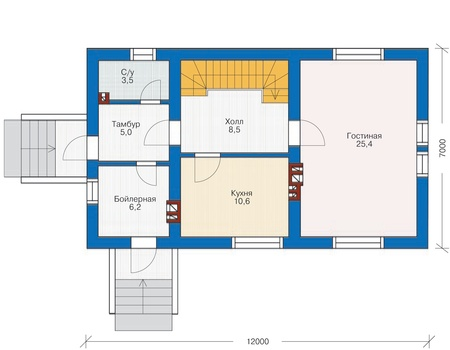 С/у
3,5
Тамбур
5,0
Холл
8,5
Гостиная
25,4
Бойлерная
6,2
Кухня
10,6
7000
12000